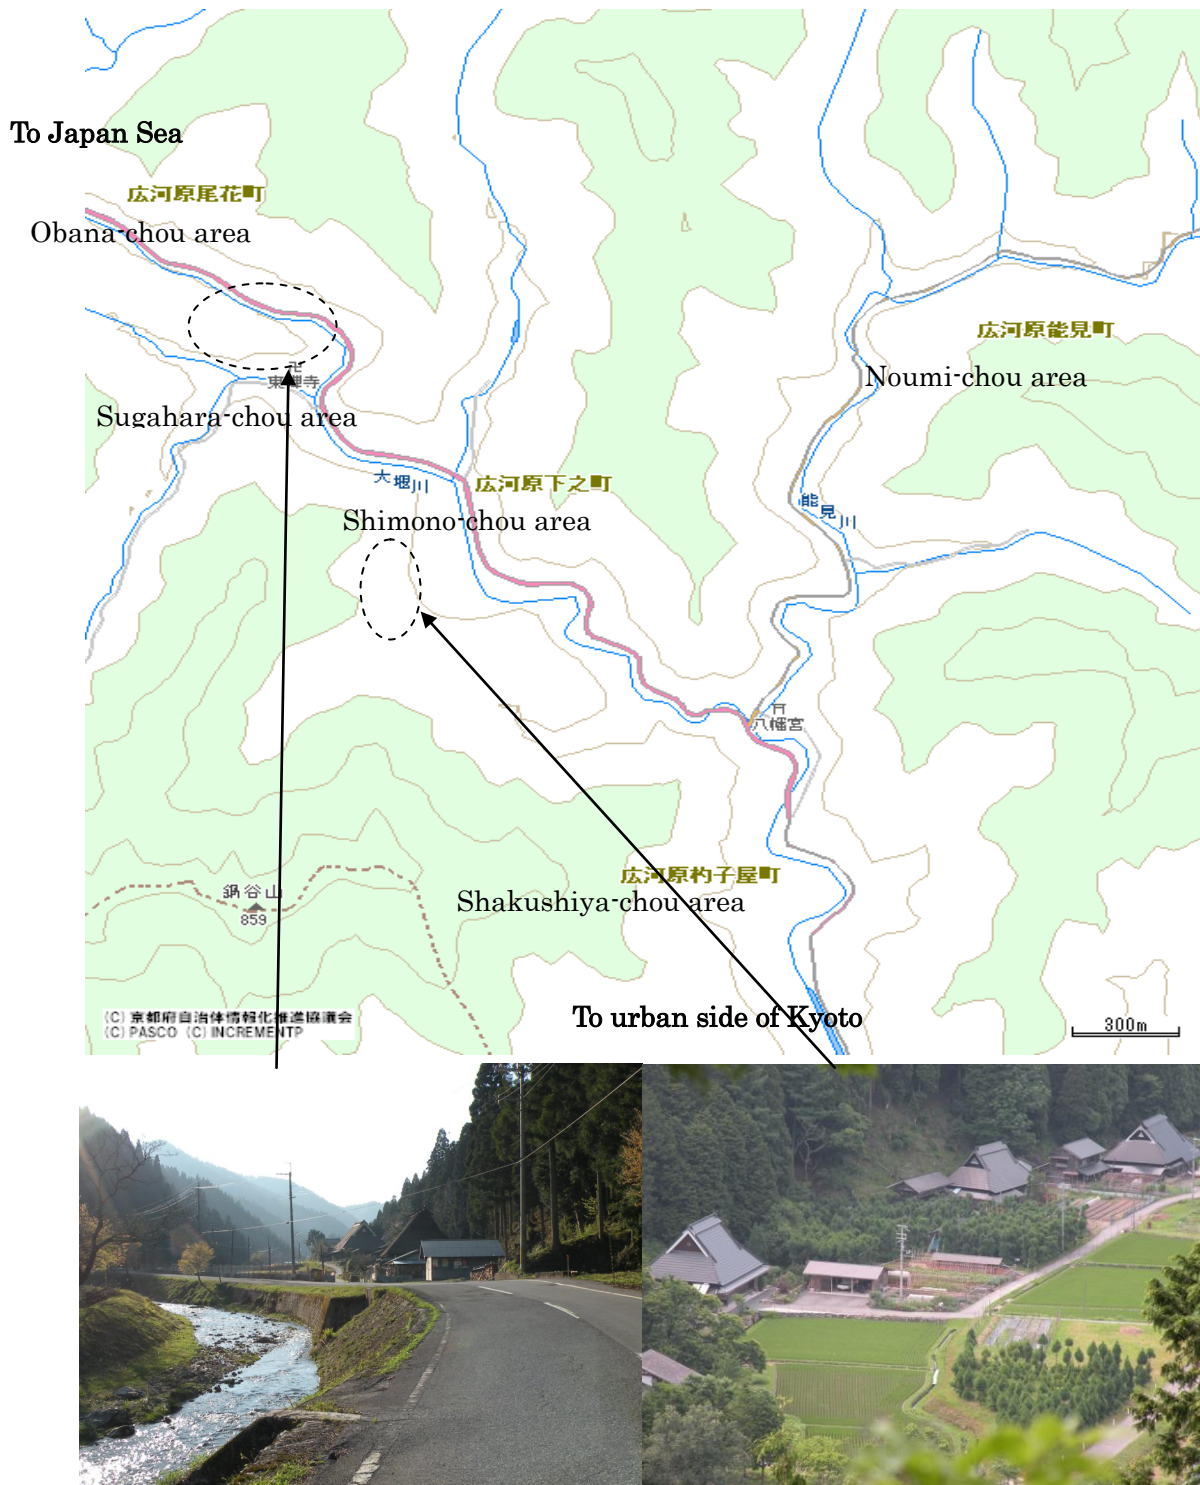 To Japan Sea
広河原尾花町
Obana-chou area
広河原能見町
Noumi-chou area
卍
東禅寺
Sugahara-chou area
大堰川
広河原下之町
能見川
Shimono-chou area
八幡宮
広河原杓子屋町
鍋谷山
859
Shakushiya-chou area
(C) 京都府自治体情報化推進協議会
(C) PASCO (C) INCREMENTP
To urban side of Kyoto
300m